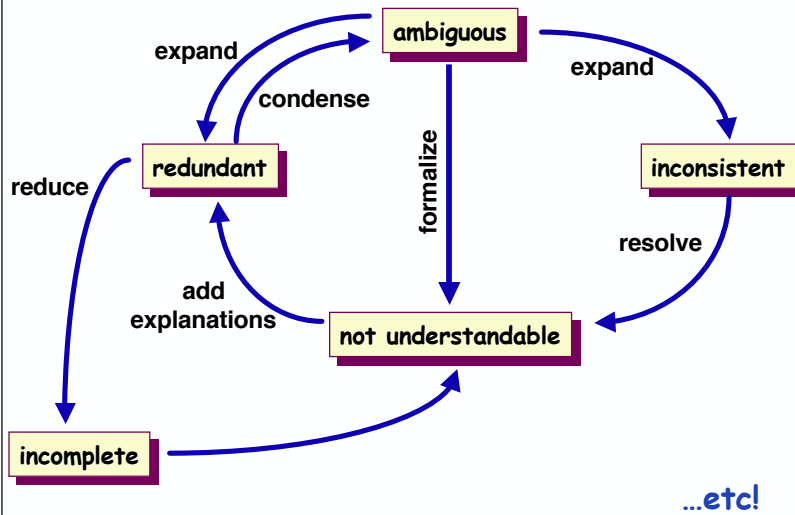 ambiguous
expand
expand
condense
redundant
inconsistent
formalize
reduce
resolve
add
explanations
not understandable
incomplete
...etc!